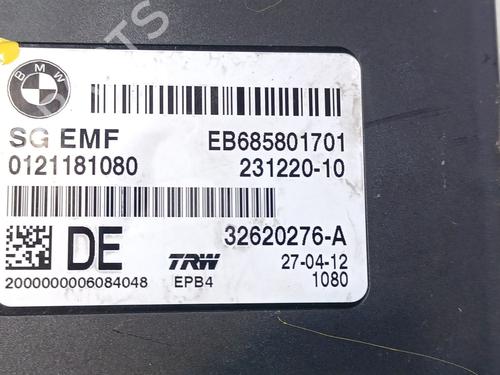 BMW
SG EMF EB685801701
0121181080 231220-10
DE 32620276-A
TRW 27-04-12
2000000006084048 EPB4 1080